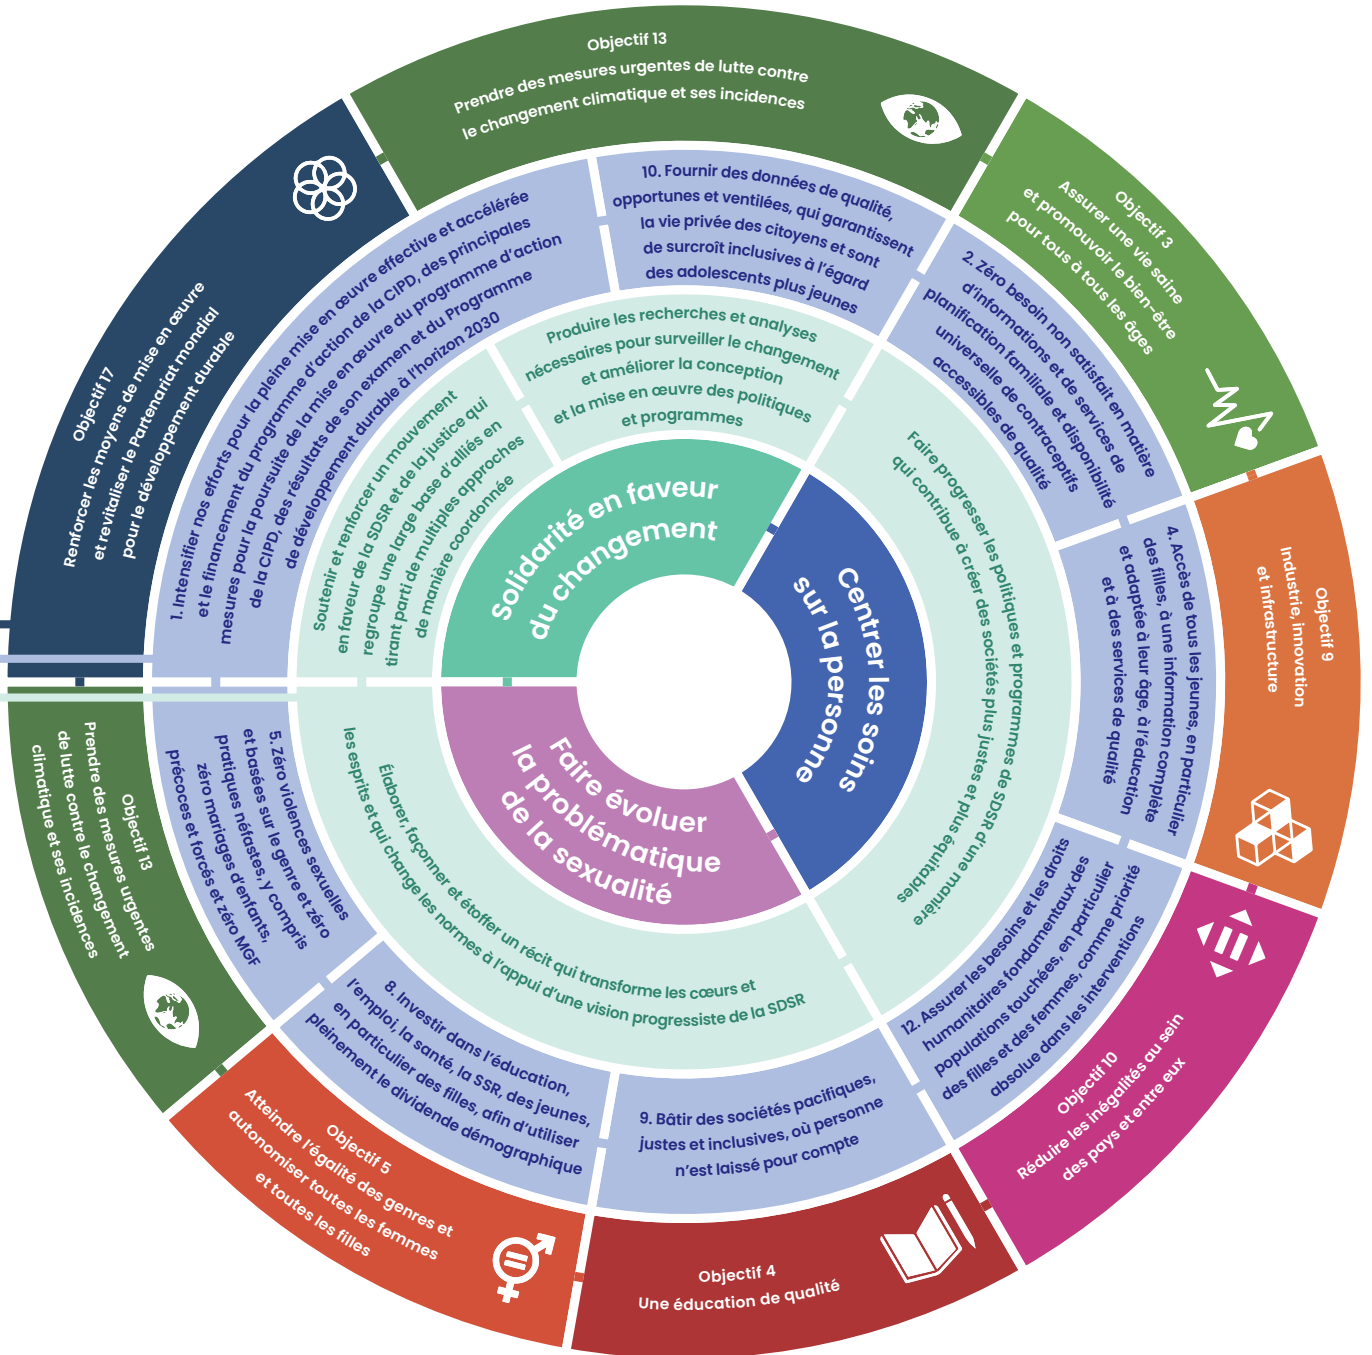 Objectif 13
Prendre des mesures urgentes de lutte contre
le changement climatique et ses incidences
Objectif 3
Assurer une vie saine
et promouvoir le bien-être
pour tous à tous les âges
Objectif 9
Industrie, innovation
et infrastructure
Objectif 10
Réduire les inégalités au sein
des pays et entre eux
Objectif 4
Une éducation de qualité
Objectif 5
Atteindre l’égalité des genres et
autonomiser toutes les femmes
et toutes les filles
Objectif 13
Prendre des mesures urgentes
de lutte contre le changement
climatique et ses incidences
Objectif 17
Renforcer les moyens de mise en œuvre
et revitaliser le Partenariat mondial
pour le développement durable
1. Intensifier nos efforts pour la pleine mise en œuvre effective et accélérée
et le financement du programme d’action de la CIPD, des principales
mesures pour la poursuite de la mise en œuvre du programme d’action
de la CIPD, des résultats de son examen et du Programme
de développement durable à l’horizon 2030
10. Fournir des données de qualité,
opportunes et ventilées, qui garantissent
la vie privée des citoyens et sont
de surcroît inclusives à l’égard
des adolescents plus jeunes
2. Zéro besoin non satisfait en matière
d’informations et de services de
planification familiale et disponibilité
universelle de contraceptifs
accessibles de qualité
4. Accès de tous les jeunes, en particulier
des filles, à une information complète
et adaptée à leur âge, à l’éducation
et à des services de qualité
12. Assurer les besoins et les droits
humanitaires fondamentaux des
populations touchées, en particulier
des filles et des femmes, comme priorité
absolue dans les interventions
9. Bâtir des sociétés pacifiques,
justes et inclusives, où personne
n’est laissé pour compte
8. Investir dans l’éducation,
l’emploi, la santé, la SSR, des jeunes,
en particulier des filles, afin d’utiliser
pleinement le dividende démographique
5. Zéro violences sexuelles
et basées sur le genre et zéro
pratiques néfastes, y compris
zéro mariages d’enfants,
précoces et forcés et zéro MGF
Soutenir et renforcer un mouvement
en faveur de la SDSR et de la justice qui
regroupe une large base d’alliés en
tirant parti de multiples approches
de manière coordonnée
Produire les recherches et analyses
nécessaires pour surveiller le changement
et améliorer la conception
et la mise en œuvre des politiques
et programmes
Faire progresser les politiques et programmes de SDSR d’une manière
qui contribue à créer des sociétés plus justes et plus équitables
Élaborer, façonner et étoffer un récit qui transforme les cœurs et
les esprits et qui change les normes à l’appui d’une vision progressiste de la SDSR
Solidarité en faveur
du changement
Centrer les soins
sur la personne
Faire évoluer
la problématique
de la sexualité